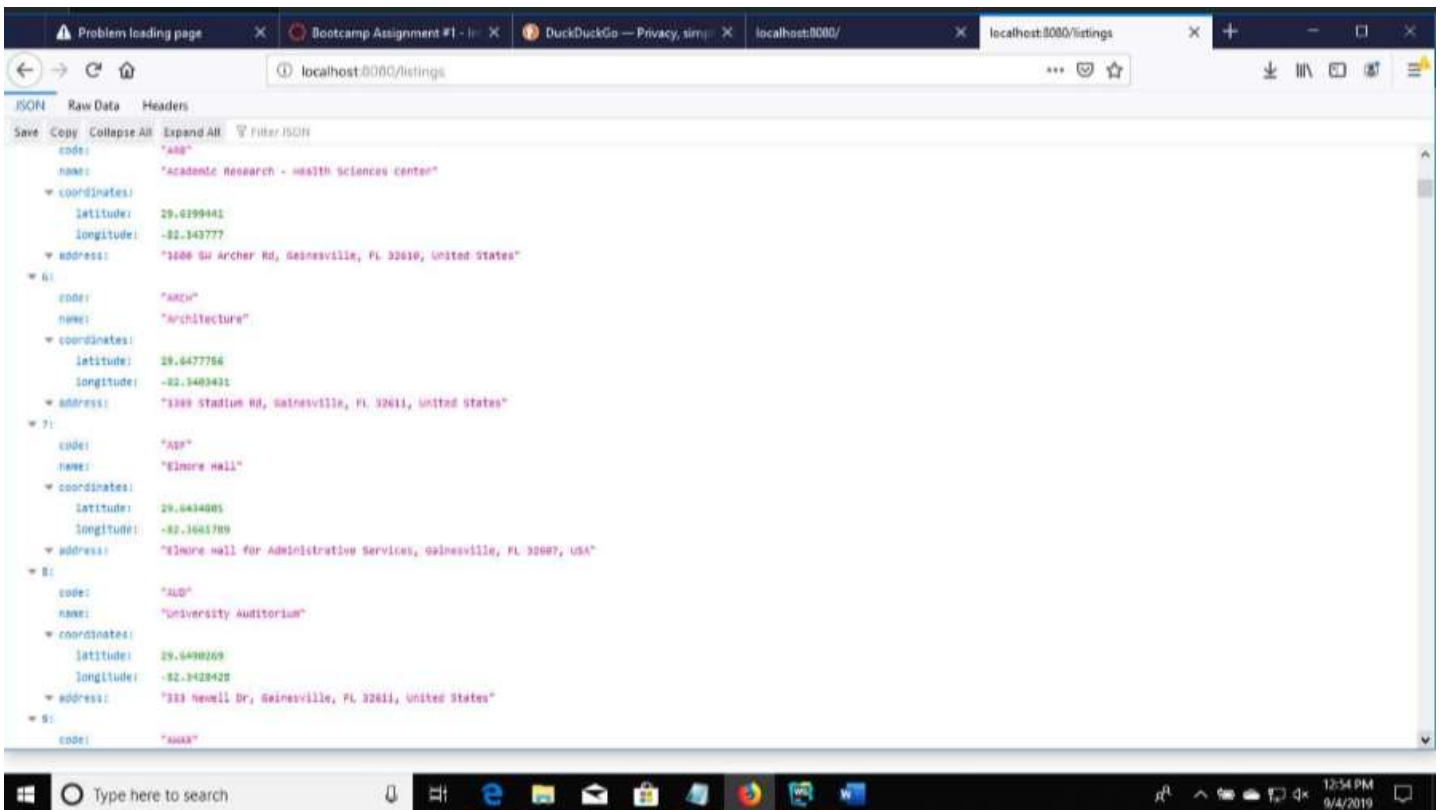 Problem loading page
Bootcamp Assignment #1 - In
DuckDuckGo — Privacy, simp
localhost:8080/
localhost:8080/listings
localhost:8080/listings
JSON Raw Data Headers
Save Copy Collapse All Expand All Filter JSON
code:
name: "Academic Research - Health Sciences Center"
coordinates:
latitude:
longitude: -82.343777
address: SW Archer Rd, Gainesville, FL 32610, United States"
6:
code: "ARCH"
name: "Architecture"
coordinates:
latitude:
longitude:
address: Stadium Rd, Gainesville, FL 32611, United States"
7:
code:
name: "Elmore Hall"
coordinates:
latitude:
longitude:
address: "Elmore Hall for Administrative Services, Gainesville, FL USA"
8:
code: "AUD"
name: "University Auditorium"
coordinates:
latitude:
longitude:
address: "333 Newell Dr, Gainesville, FL 32611, United States"
9:
code:
Type here to search
12:54 PM
9/4/2019